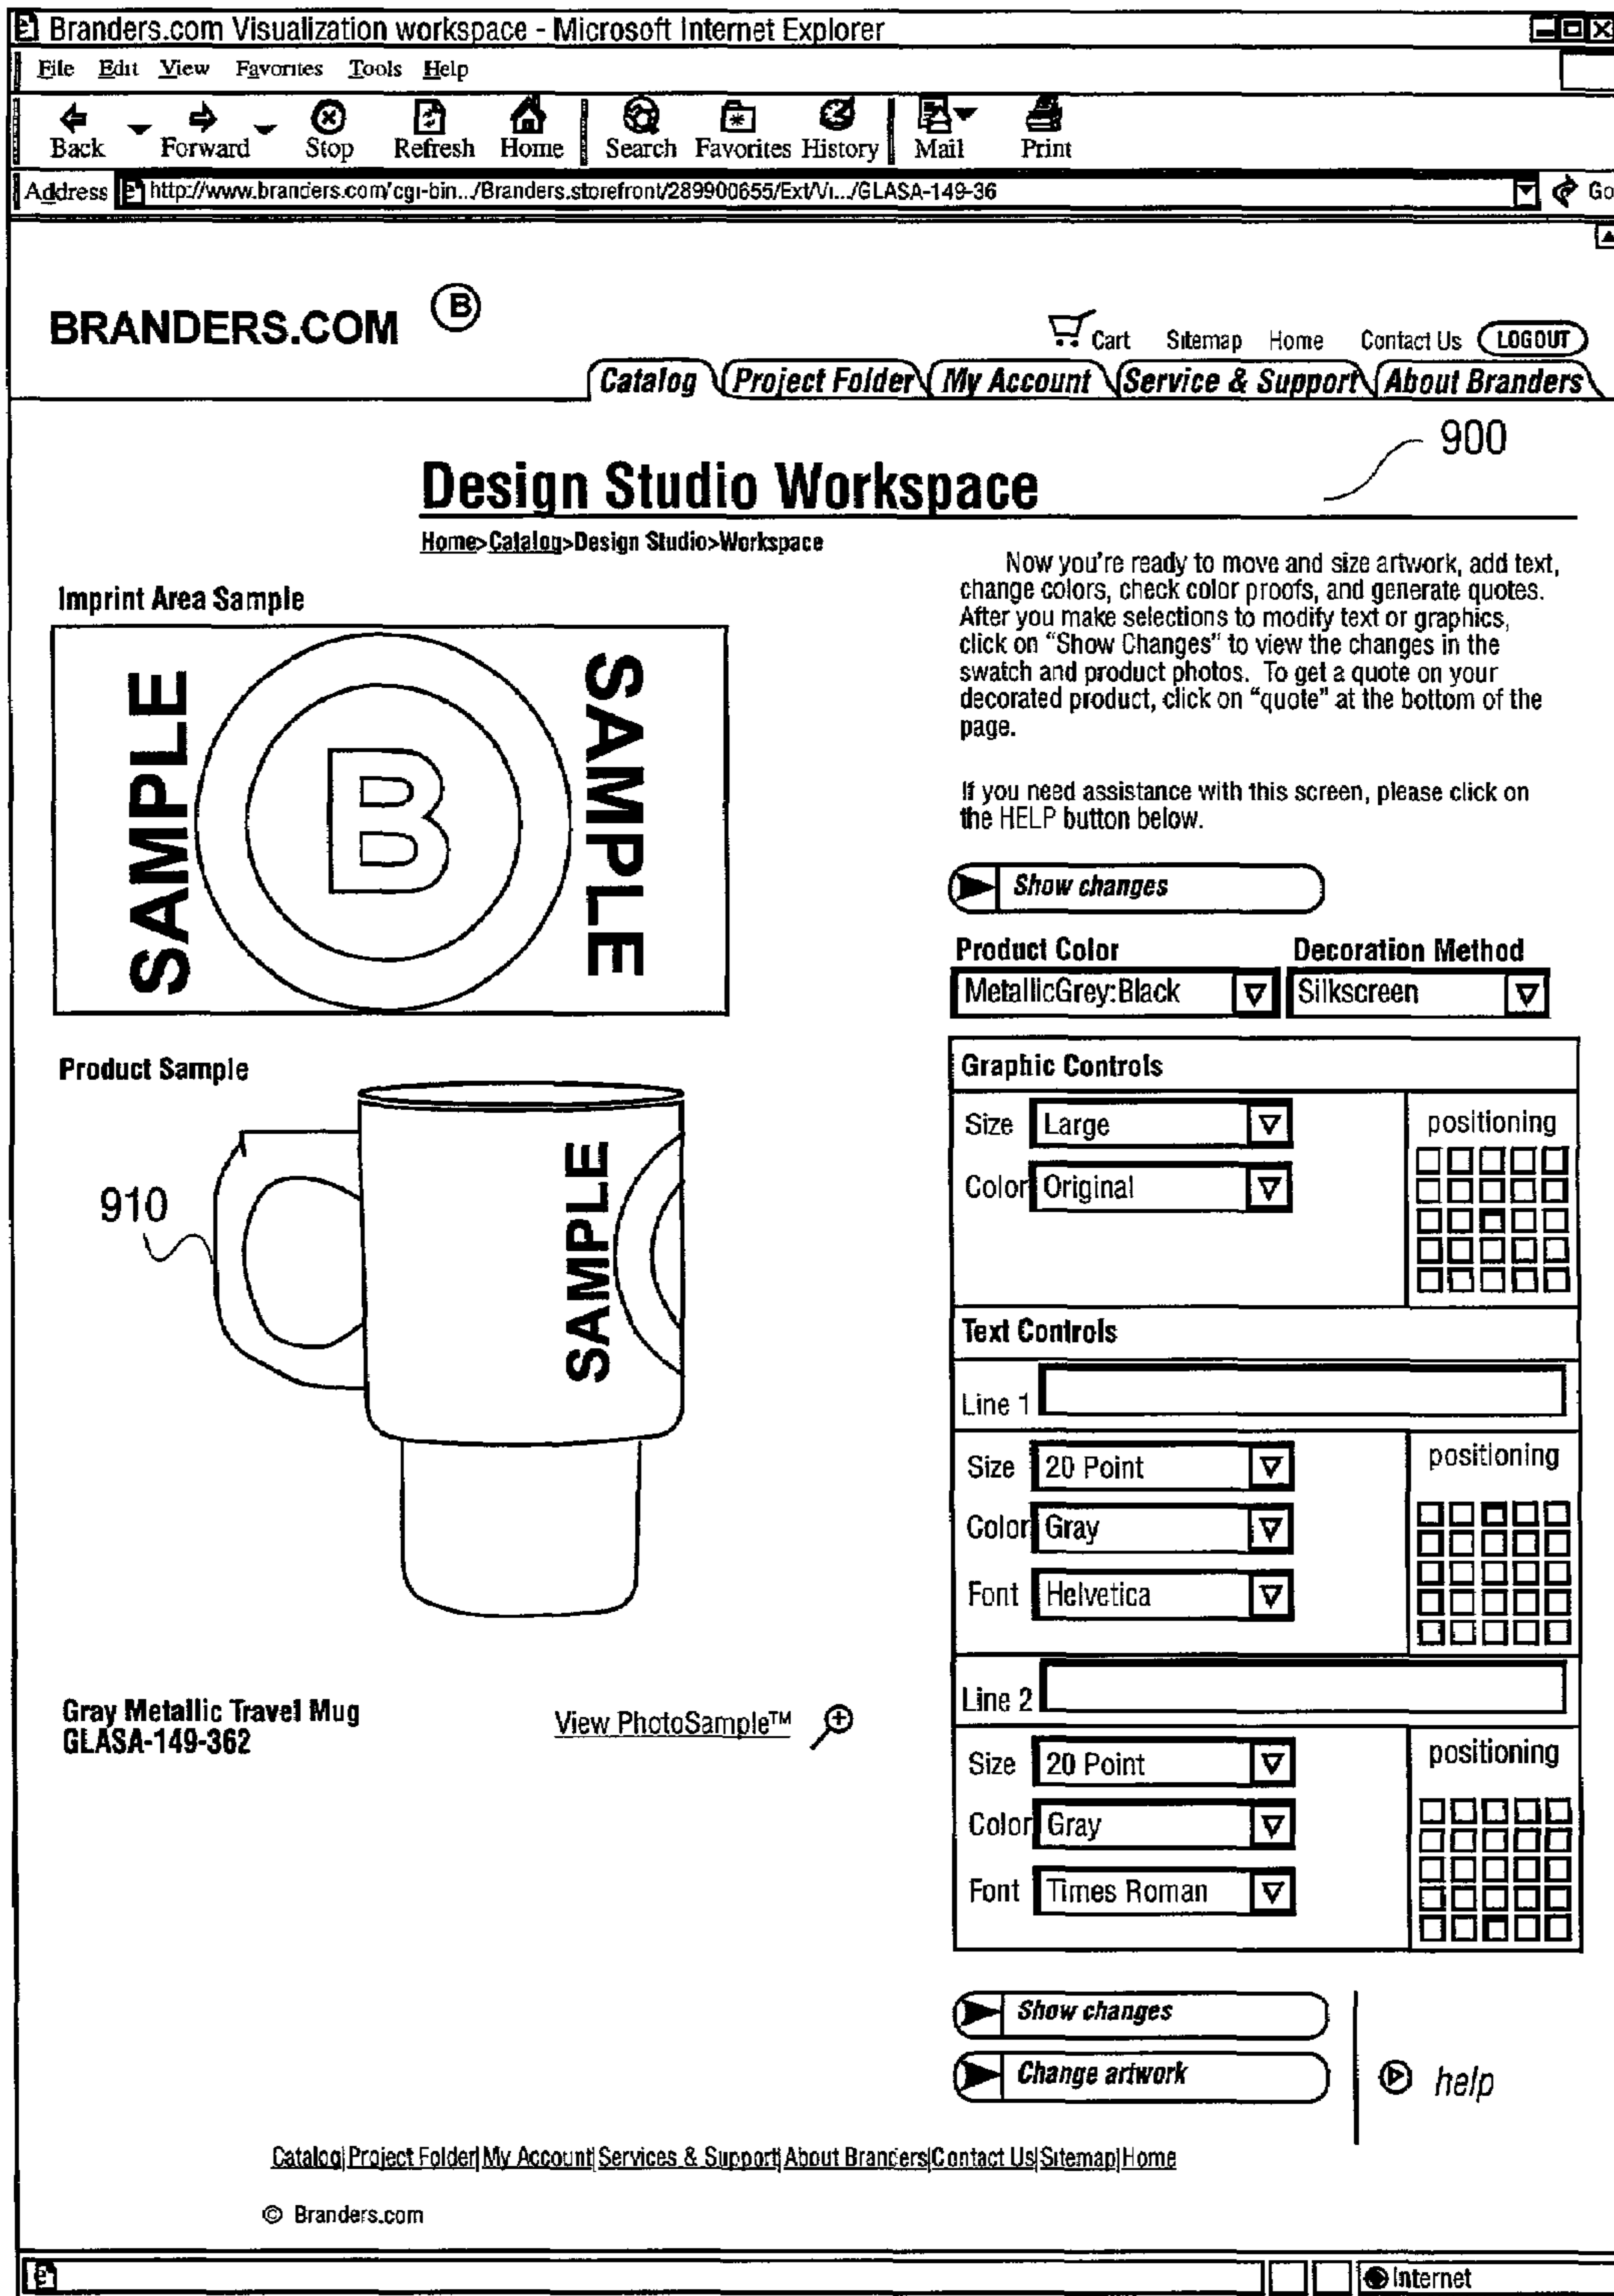 Branders.com Visualization workspace - Microsoft Internet Explorer
File Edit View Favorites Tools Help
Back Forward Stop Refresh Home Search Favorites History Mail Print
Address http://www.branders.com/cgi-bin.../Branders.storefront/289900655/Ext/Vi.../GLASA-149-36 Go
BRANDERS.COM B
Cart Sitemap Home Contact Us LOGOUT
Catalog Project Folder My Account Service & Support About Branders
900
Design Studio Workspace
Home>Catalog>Design Studio>Workspace
Now you're ready to move and size artwork, add text,
change colors, check color proofs, and generate quotes.
After you make selections to modify text or graphics,
click on “Show Changes” to view the changes in the
swatch and product photos. To get a quote on your
decorated product, click on “quote” at the bottom of the
page.
If you need assistance with this screen, please click on
the HELP button below.
Imprint Area Sample
SAMPLE
B
SAMPLE
Product Sample
SAMPLE
910
Gray Metallic Travel Mug
GLASA-149-362
View PhotoSample™
Show changes
Product Color Decoration Method
MetallicGrey:Black Silkscreen
Graphic Controls
Size Large positioning
Color Original
Text Controls
Line 1
Size 20 Point positioning
Color Gray
Font Helvetica
Line 2
Size 20 Point positioning
Color Gray
Font Times Roman
Show changes
Change artwork
help
Catalog|Project Folder|My Account|Services & Support|About Branders|Contact Us|Sitemap|Home
© Branders.com
Internet